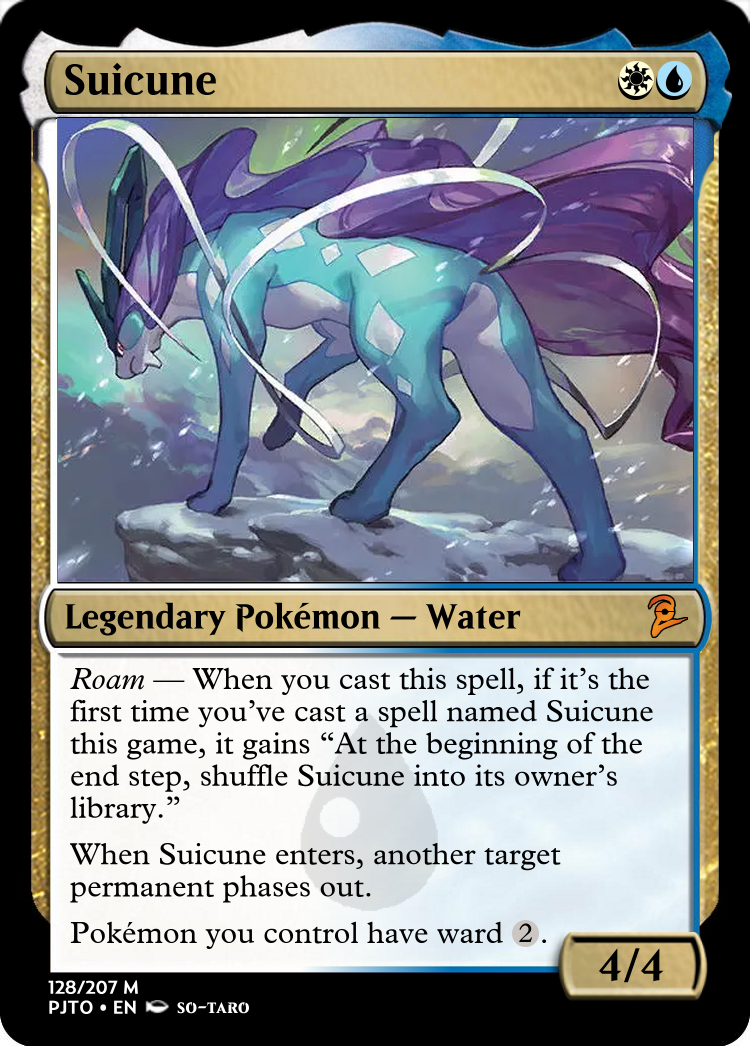 Suicune
Legendary Pokémon — Water
Roam — When you cast this spell, if it's the
first time you've cast a spell named Suicune
this game, it gains “At the beginning of the
end step, shuffle Suicune into its owner's
library.”
When Suicune enters, another target
permanent phases out.
Pokémon you control have ward 2.
4/4
128/207 M
PJTO • EN SO-TARO